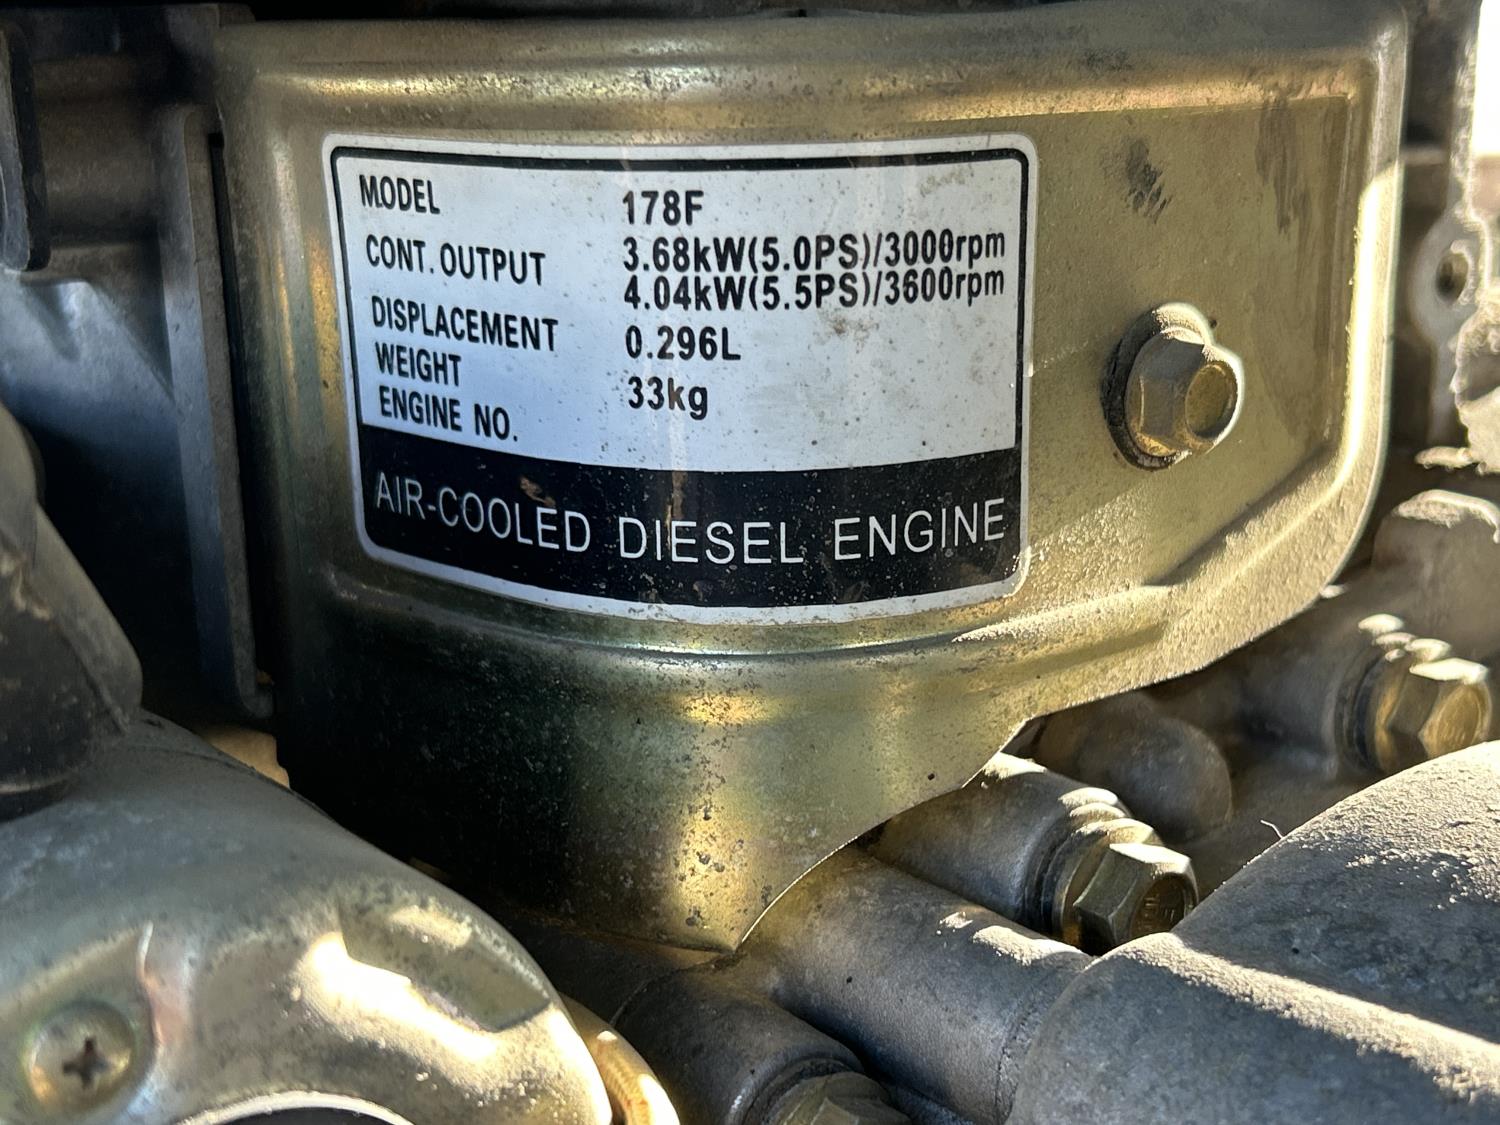 MODEL 178F
CONT. OUTPUT 3.68kW(5.0PS)/3000rpm
4.04kW(5.5PS)/3600rpm
DISPLACEMENT 0.296L
WEIGHT 33kg
ENGINE NO.
AIR-COOLED DIESEL ENGINE